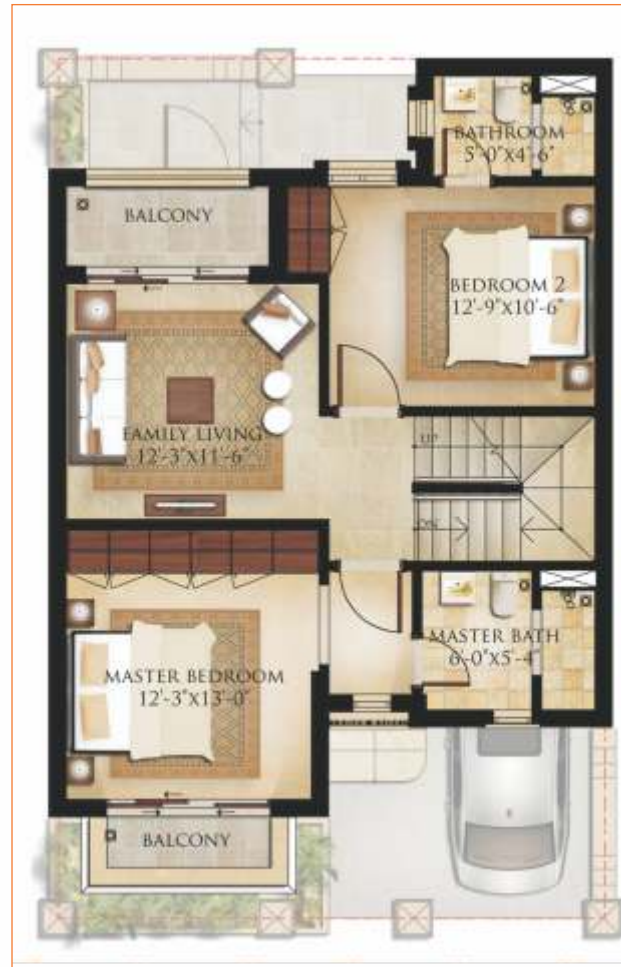 BATHROOM
5'-0"X4'-6"
BALCONY
BEDROOM 2
12'-9"X10'-6"
FAMILY LIVING
12'-3"X11'-6"
UP
DN
MASTER BATH
6'-0"X5'-4"
MASTER BEDROOM
12'-3"X13'-0"
BALCONY